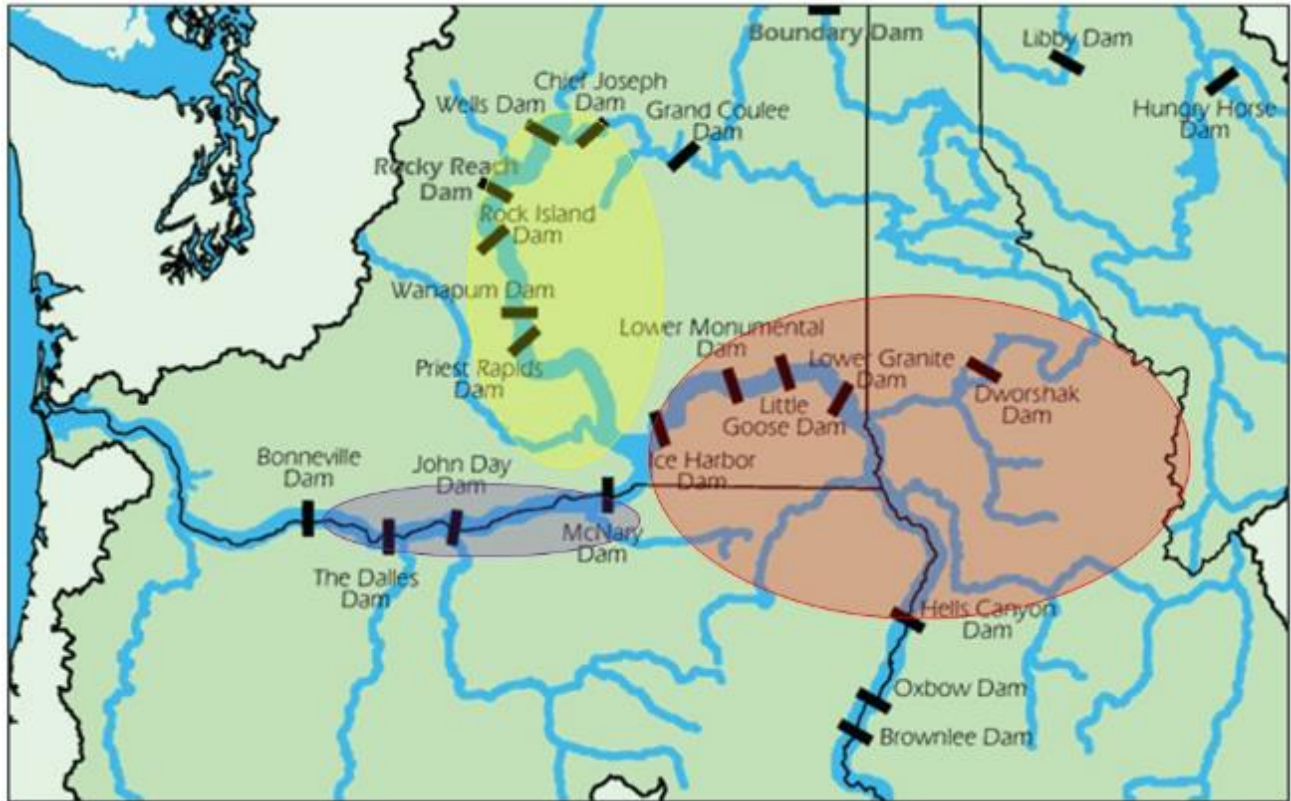 Boundary Dam
Libby Dam
Hungry Horse
Dam
Chief Joseph
Dam
Wells Dam
Grand Coulee
Dam
Rocky Reach
Dam
Rock Island
Dam
Wanapum Dam
Priest Rapids
Dam
Lower Monumental
Dam
Lower Granite
Dam
Little
Goose Dam
Dworshak
Dam
Ice Harbor
Dam
Bonneville
Dam
John Day
Dam
McNary
Dam
The Dalles
Dam
Hells Canyon
Dam
Oxbow Dam
Brownlee Dam